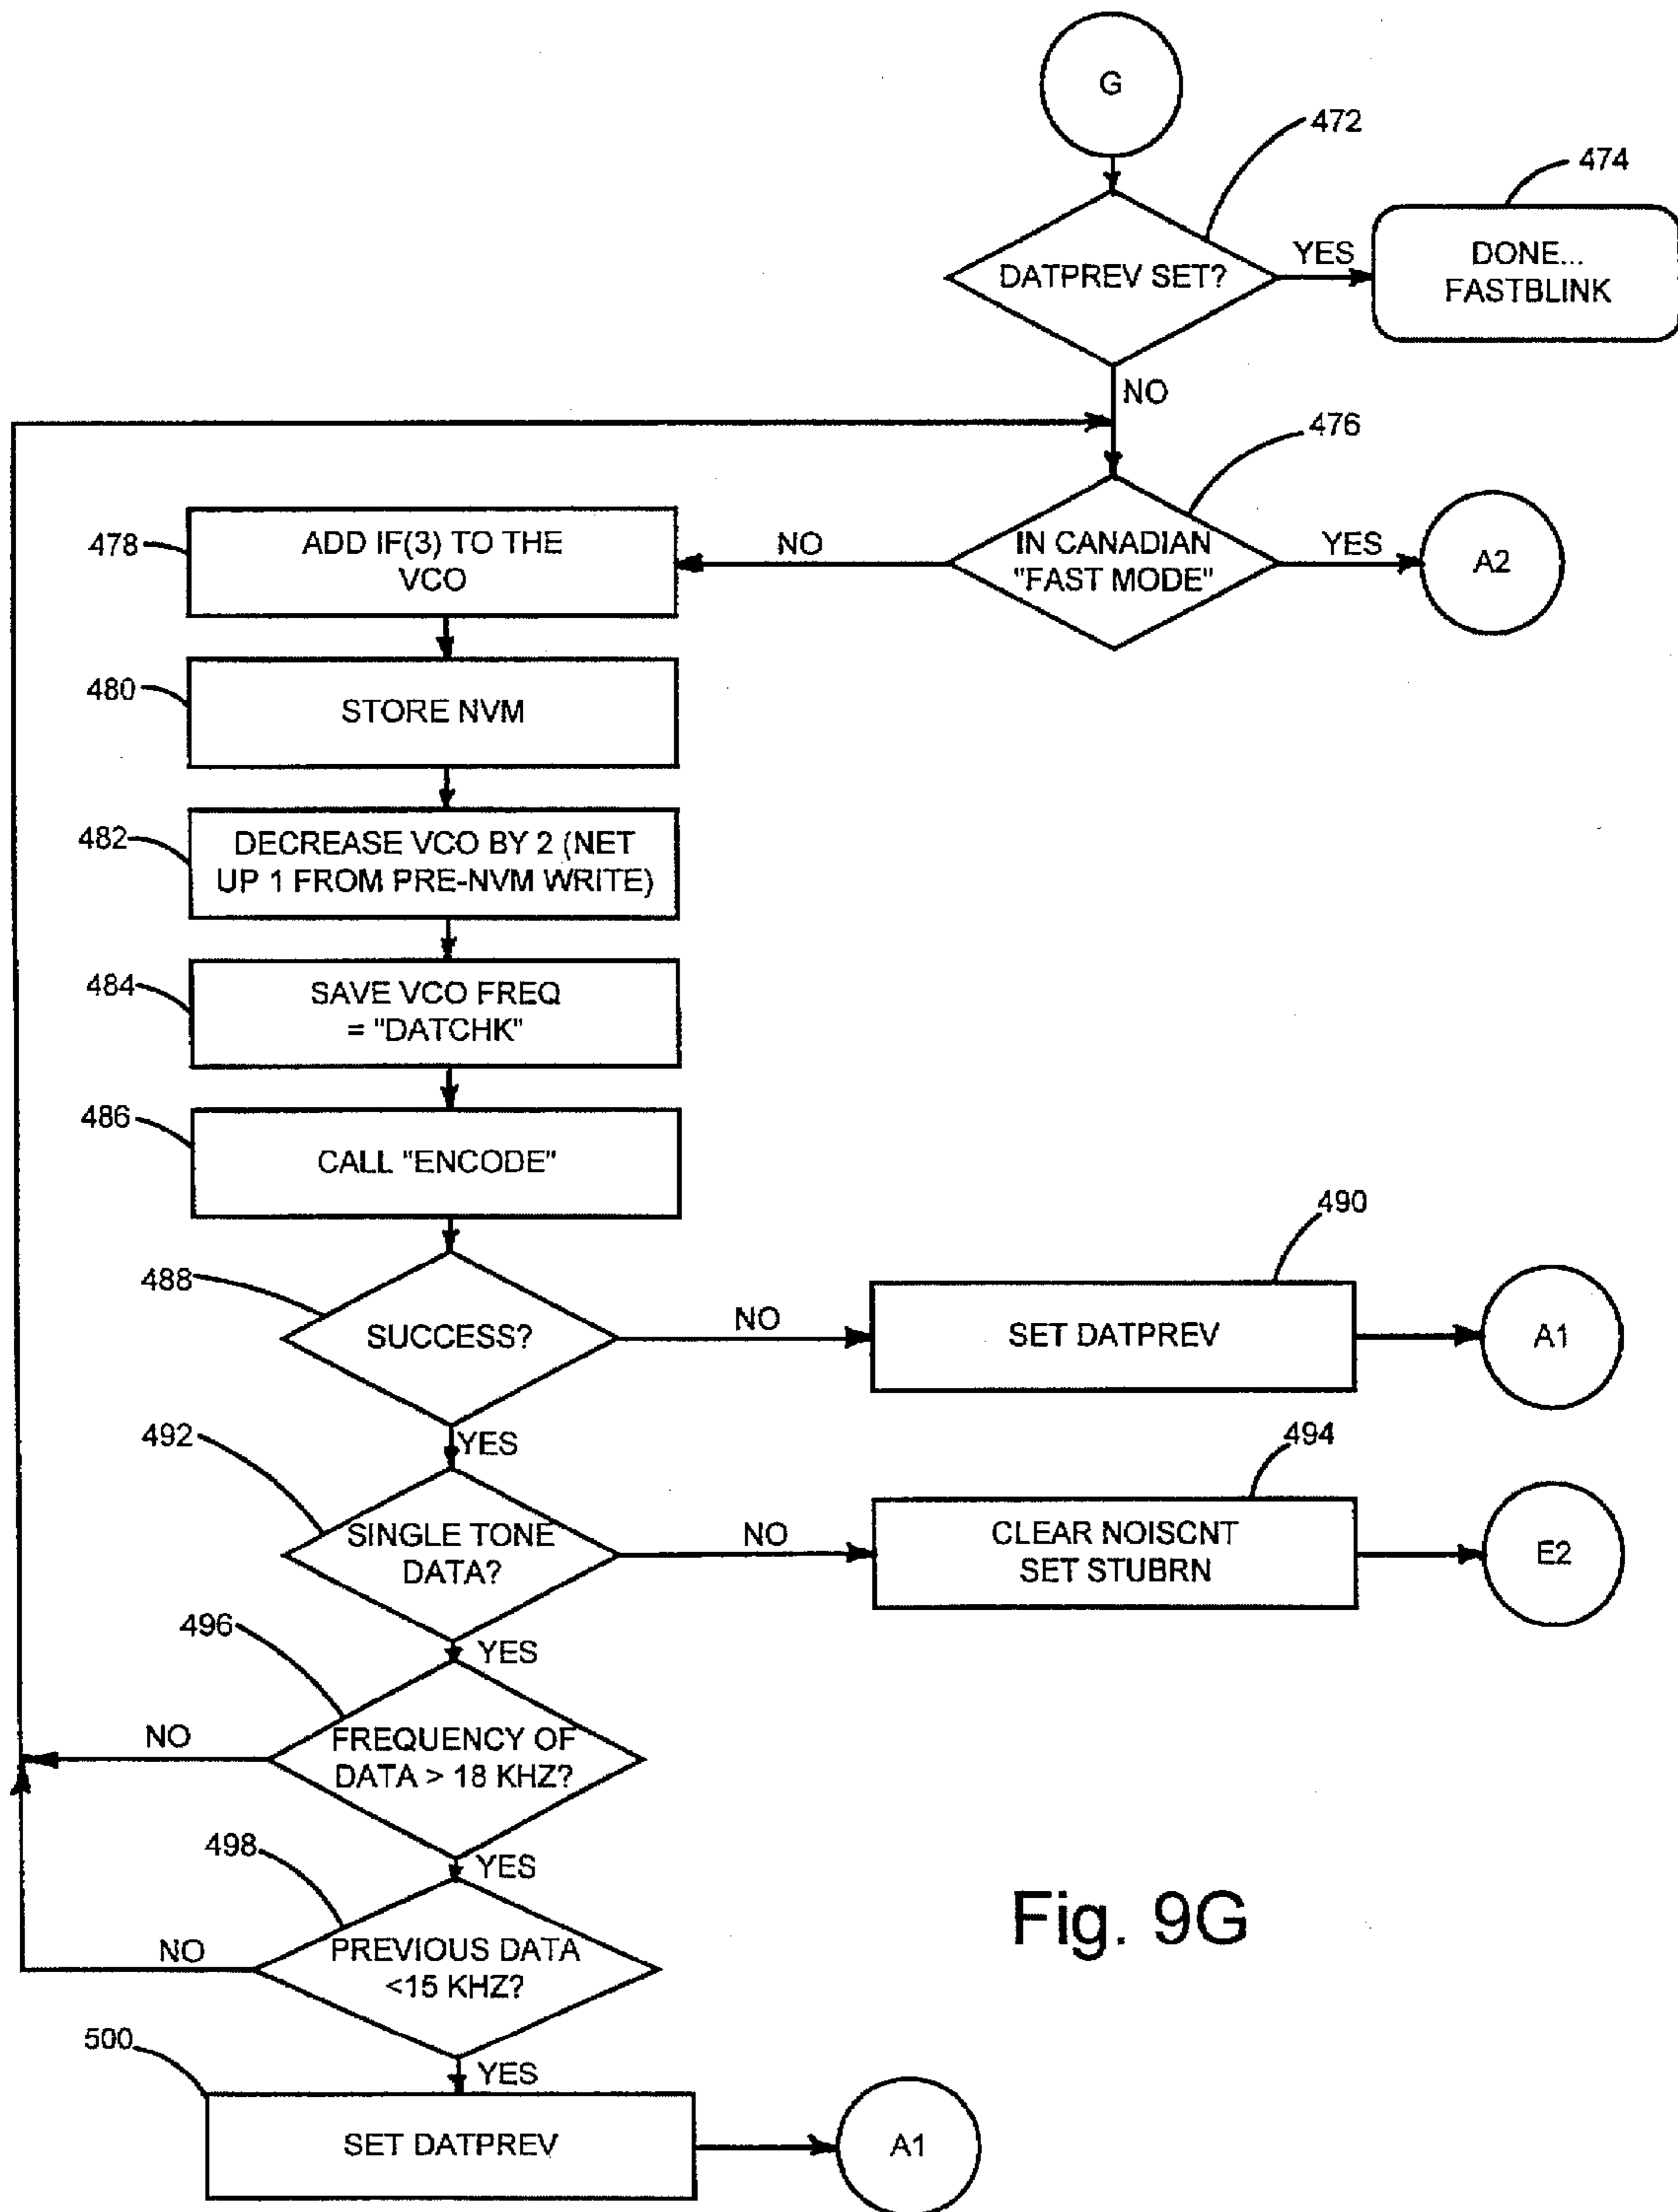 G
472
474
DATPREV SET?
YES
DONE...
FASTBLINK
NO
476
478
ADD IF(3) TO THE
VCO
NO
IN CANADIAN
"FAST MODE"
YES
A2
480
STORE NVM
482
DECREASE VCO BY 2 (NET
UP 1 FROM PRE-NVM WRITE)
484
SAVE VCO FREQ
= "DATCHK"
486
CALL "ENCODE"
488
SUCCESS?
NO
490
SET DATPREV
A1
YES
492
SINGLE TONE
DATA?
NO
494
CLEAR NOISCNT
SET STUBRN
E2
YES
496
NO
FREQUENCY OF
DATA > 18 KHZ?
YES
498
NO
PREVIOUS DATA
<15 KHZ?
Fig. 9G
YES
500
SET DATPREV
A1